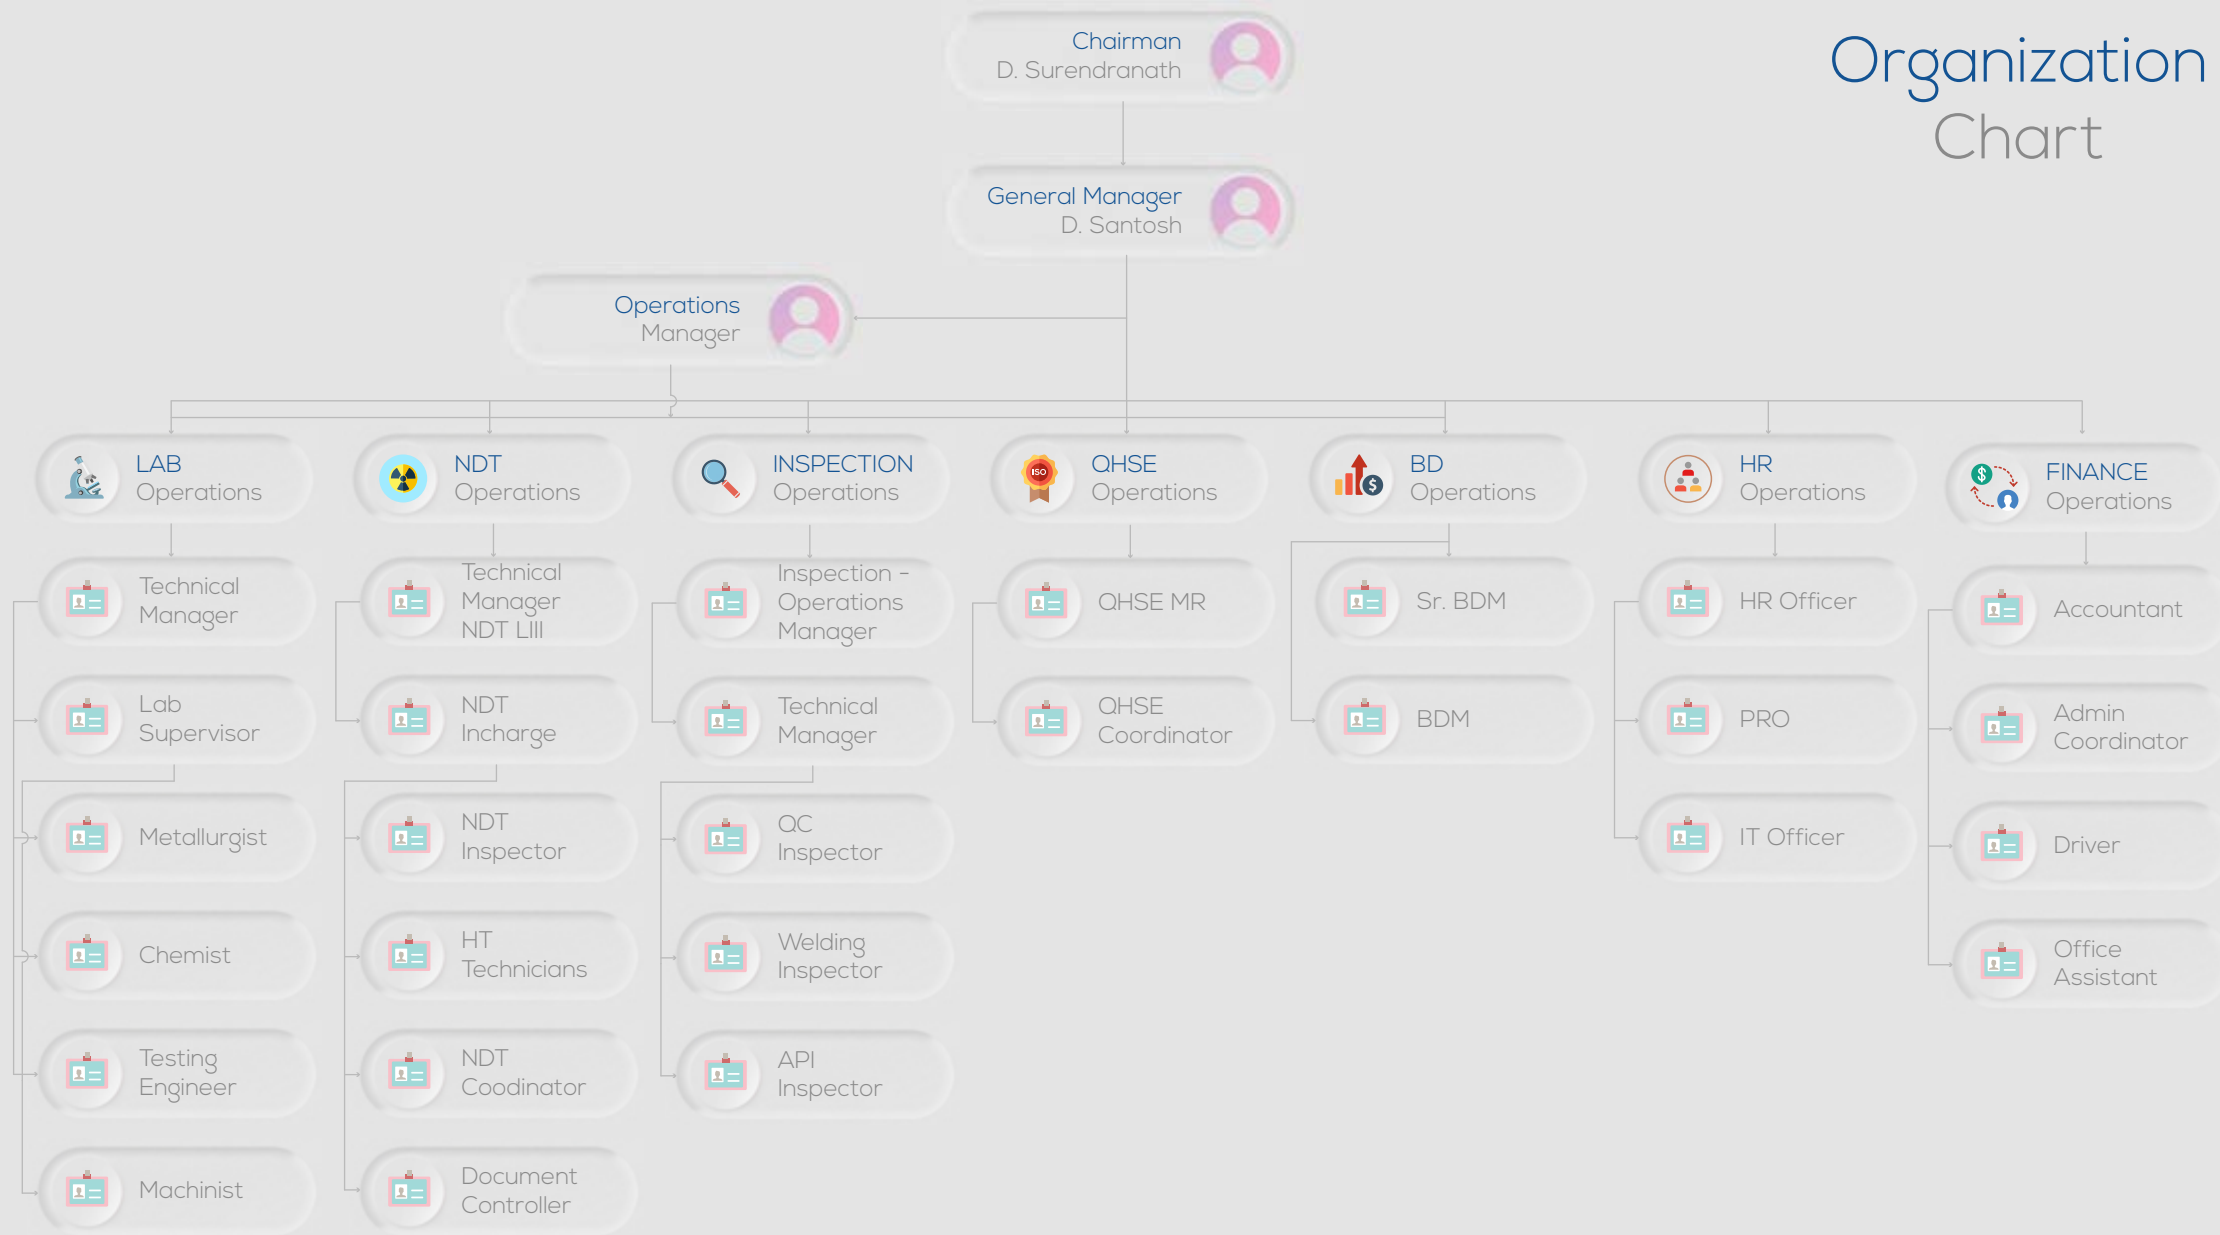 Organization
Chart
Chairman
D. Surendranath
General Manager
D. Santosh
Operations
Manager
LAB
Operations
Technical
Manager
Lab
Supervisor
Metallurgist
Chemist
Testing
Engineer
Machinist
NDT
Operations
Technical
Manager
NDT LIII
NDT
Incharge
NDT
Inspector
HT
Technicians
NDT
Coodinator
Document
Controller
INSPECTION
Operations
Inspection -
Operations
Manager
Technical
Manager
QC
Inspector
Welding
Inspector
API
Inspector
ISO
QHSE
Operations
QHSE MR
QHSE
Coordinator
$
BD
Operations
Sr. BDM
BDM
HR
Operations
HR Officer
PRO
IT Officer
$
FINANCE
Operations
Accountant
Admin
Coordinator
Driver
Office
Assistant